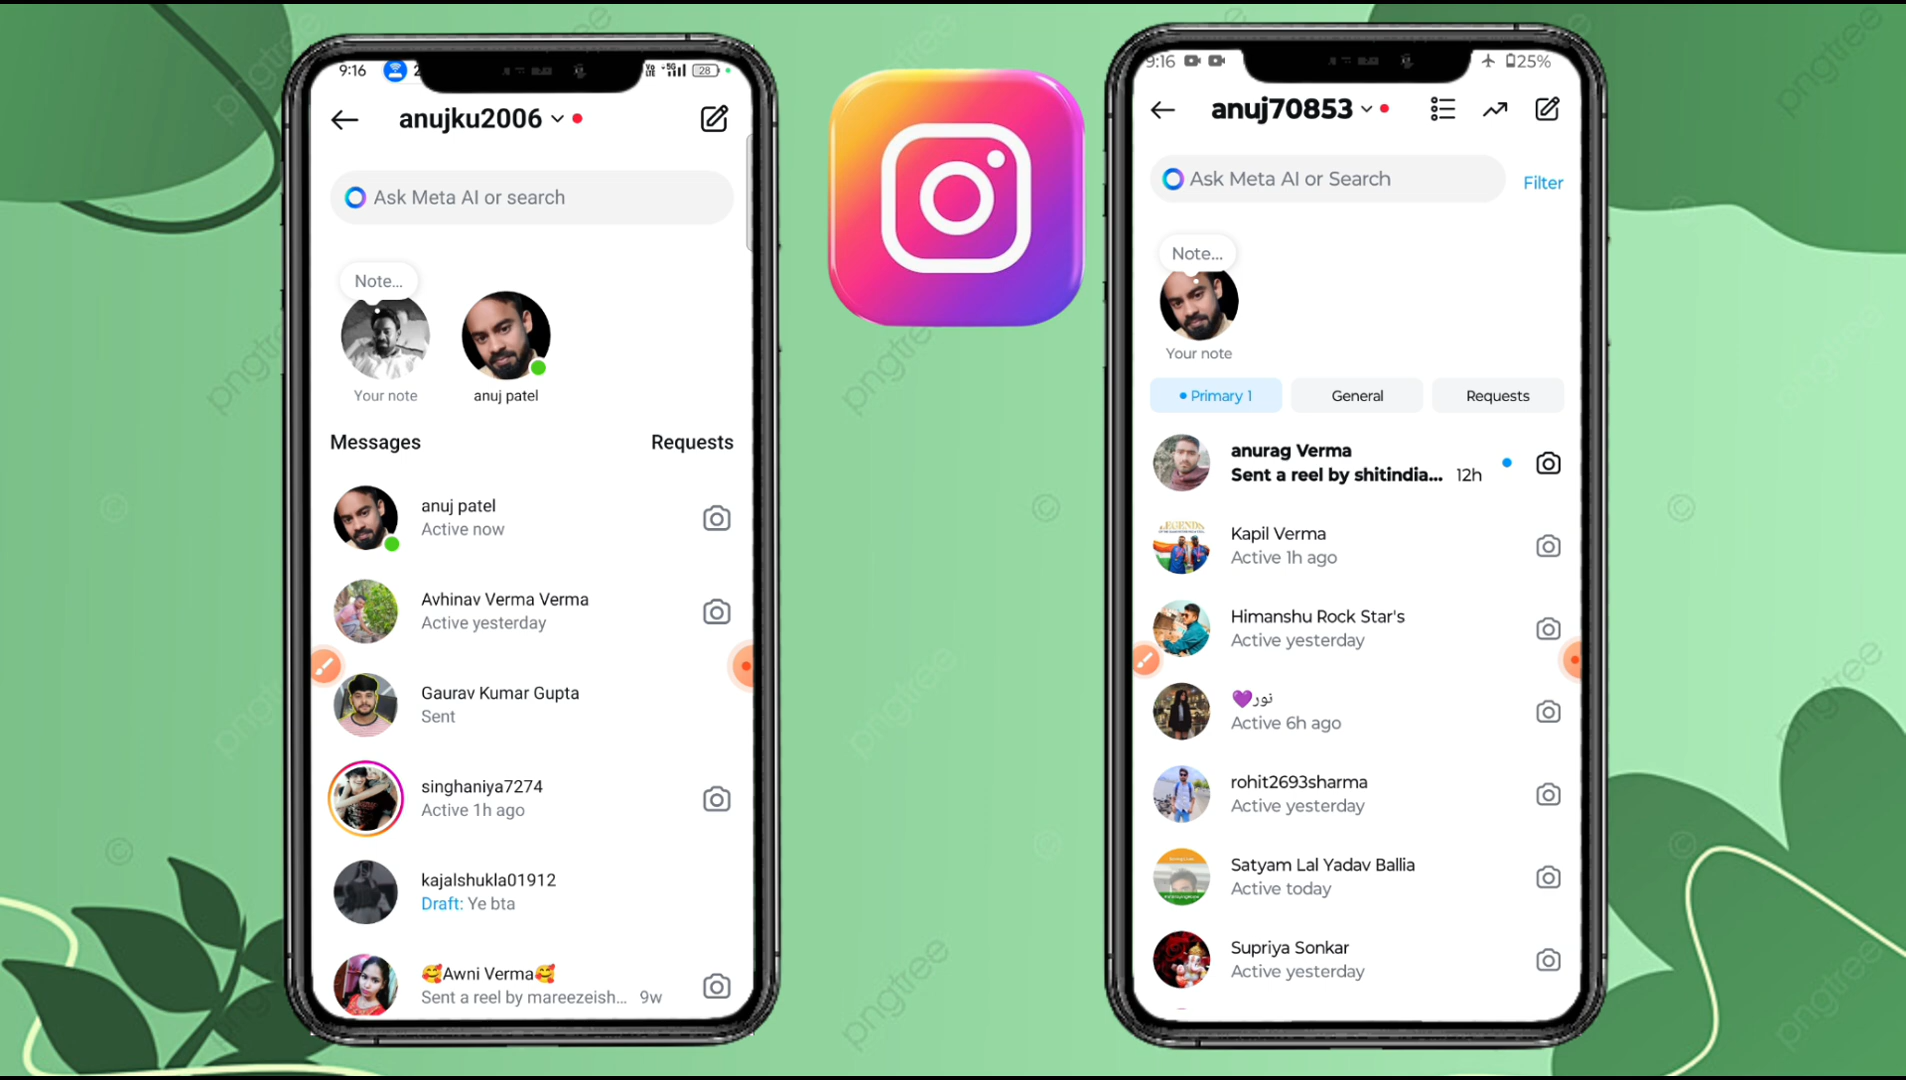 9:16
28
anujku2006
Ask Meta AI or search
Note...
Your note
anuj patel
Messages
Requests
anuj patel
Active now
Avhinav Verma Verma
Active yesterday
Gaurav Kumar Gupta
Sent
singhaniya7274
Active 1h ago
kajalshukla01912
Draft: Ye bta
🥰Awni Verma🥰
Sent a reel by mareezeish... 9w
9:16
25%
anuj70853
Ask Meta AI or Search
Filter
Note...
Your note
Primary 1
General
Requests
anurag Verma
Sent a reel by shitindia... 12h
Kapil Verma
Active 1h ago
Himanshu Rock Star's
Active yesterday
💜نور
Active 6h ago
rohit2693sharma
Active yesterday
Satyam Lal Yadav Ballia
Active today
Supriya Sonkar
Active yesterday
pngtree